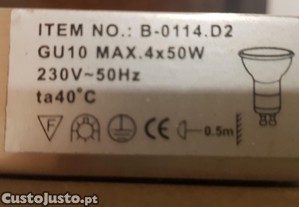 ITEM NO.: B-0114.D2
GU10 MAX.4x50W
230V~50Hz
ta40°C
F CE 0.5m
CustoJusto.pt